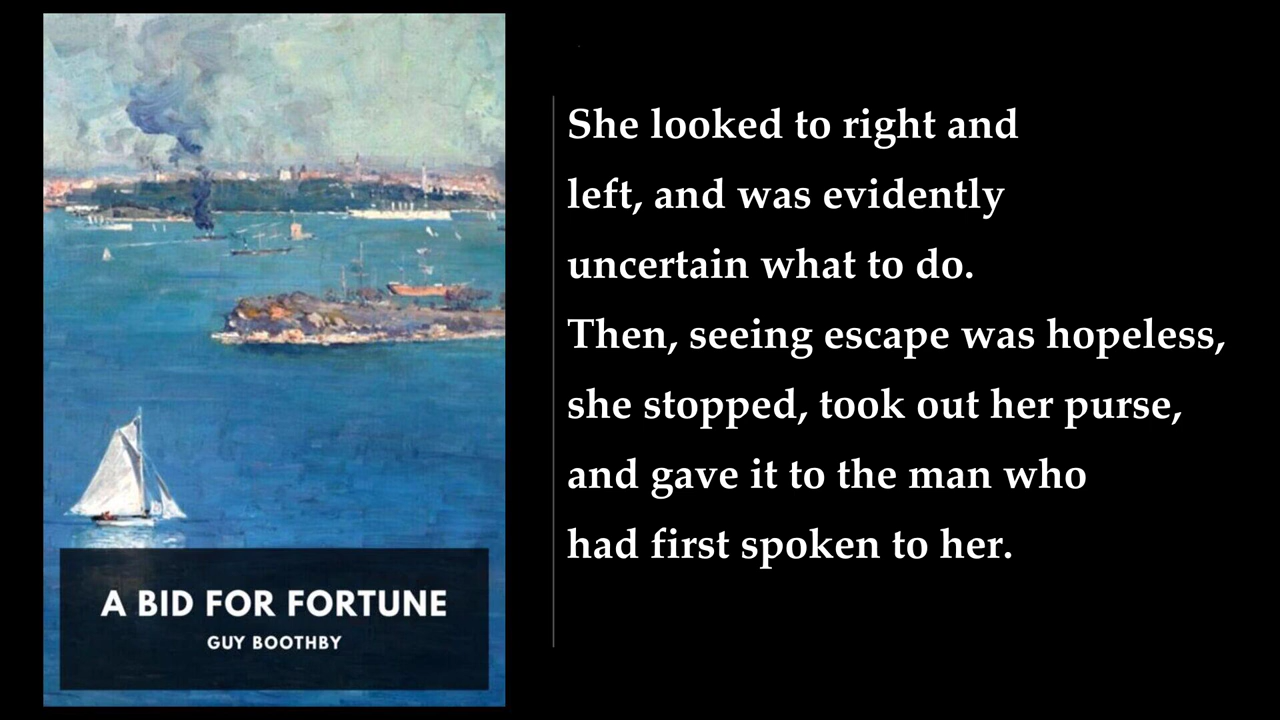 A BID FOR FORTUNE
GUY BOOTHBY
She looked to right and
left, and was evidently
uncertain what to do.
Then, seeing escape was hopeless,
she stopped, took out her purse,
and gave it to the man who
had first spoken to her.